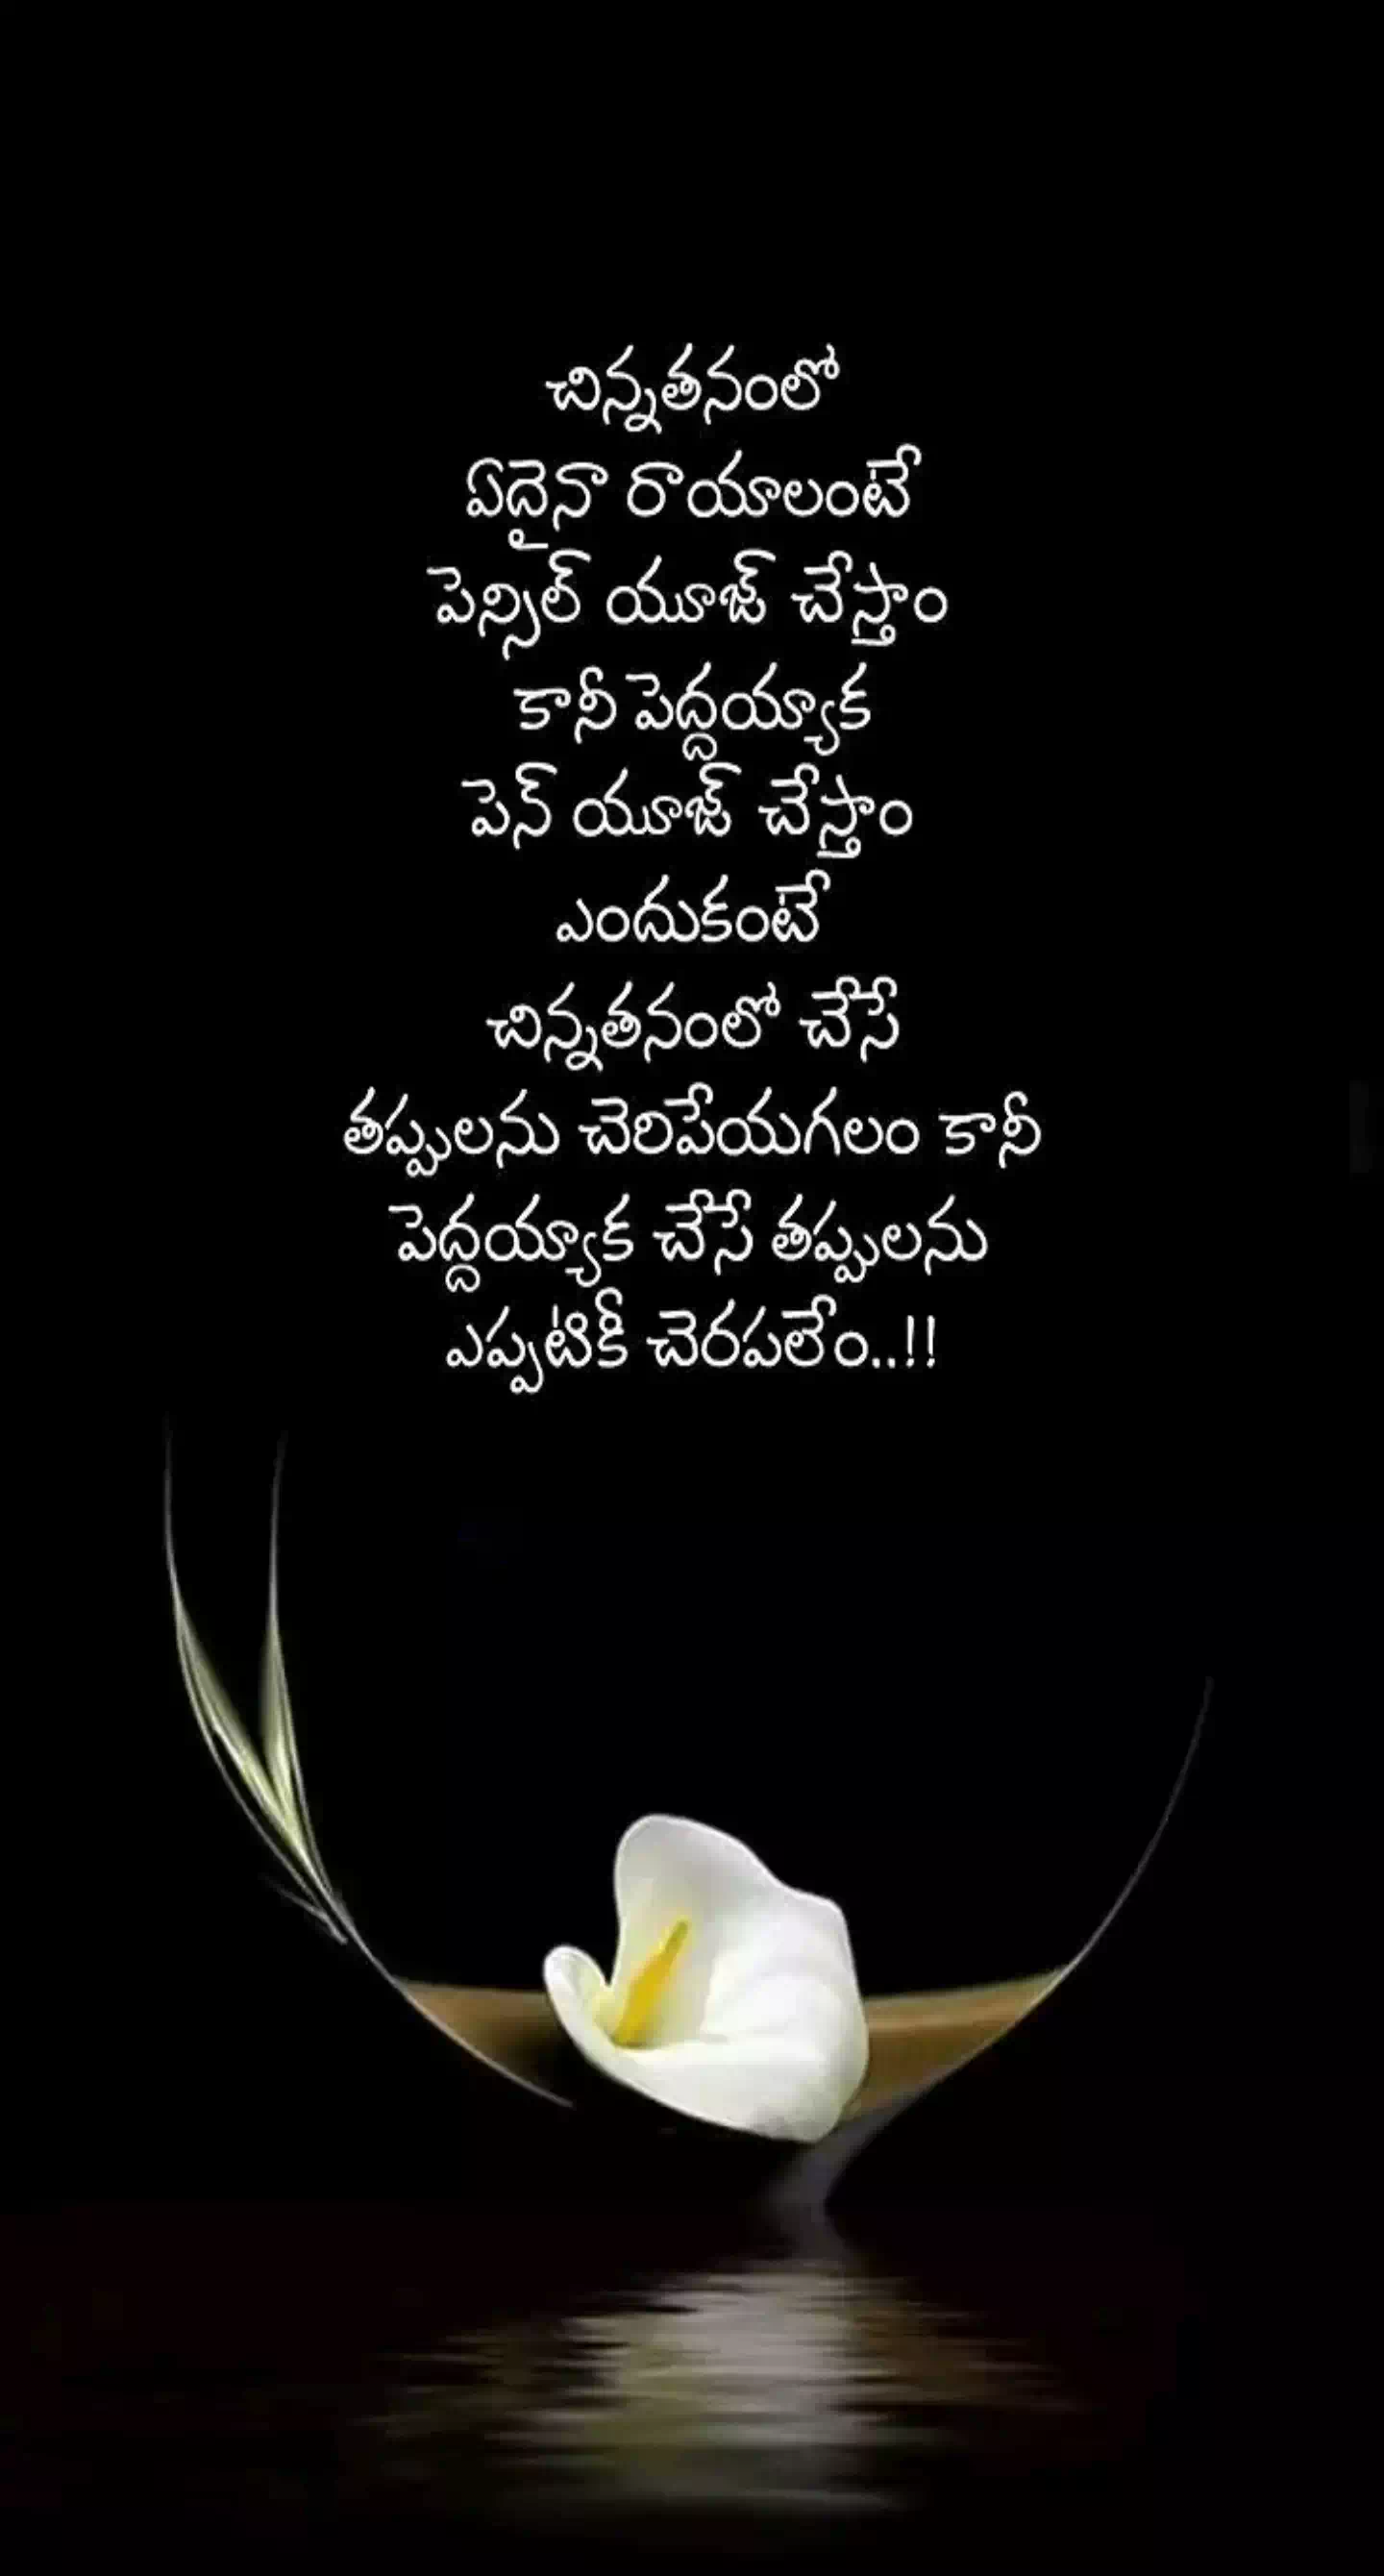 చిన్నతనంలో
ఏదైనా రాయాలంటే
పెన్సిల్ యూజ్ చేస్తాం
కానీ పెద్దయ్యాక
పెన్ యూజ్ చేస్తాం
ఎందుకంటే
చిన్నతనంలో చేసే
తప్పులను చెరిపేయగలం కానీ
పెద్దయ్యాక చేసే తప్పులను
ఎప్పటికీ చెరపలేం..!!